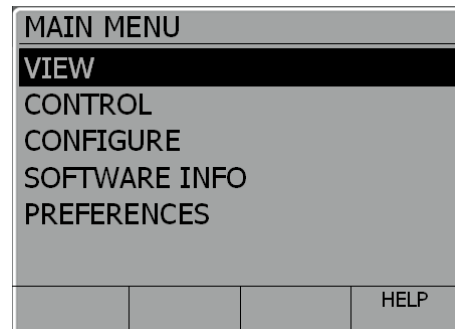 MAIN MENU
VIEW
CONTROL
CONFIGURE
SOFTWARE INFO
PREFERENCES
HELP